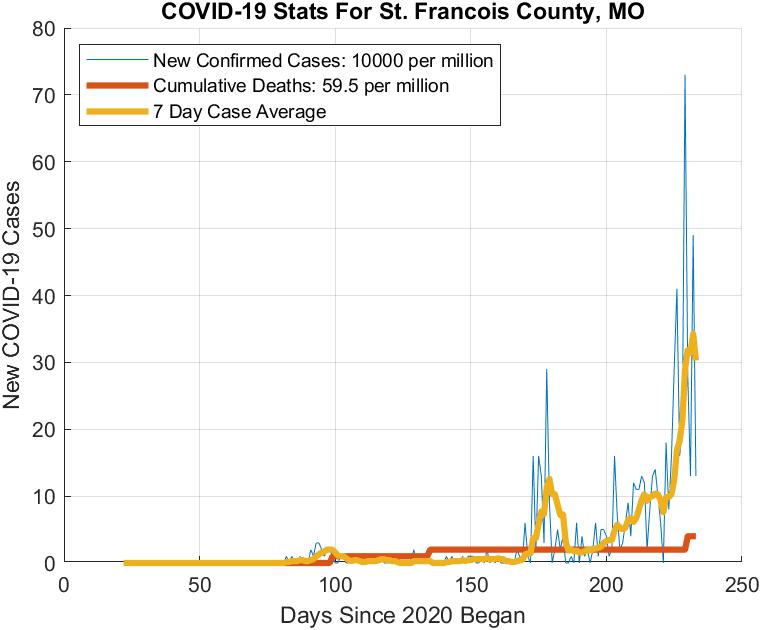 COVID-19 Stats For St. Francois County, MO
New Confirmed Cases: 10000 per million
Cumulative Deaths: 59.5 per million
7 Day Case Average
New COVID-19 Cases
80
70
60
50
40
30
20
10
0
0 50 100 150 200 250
Days Since 2020 Began